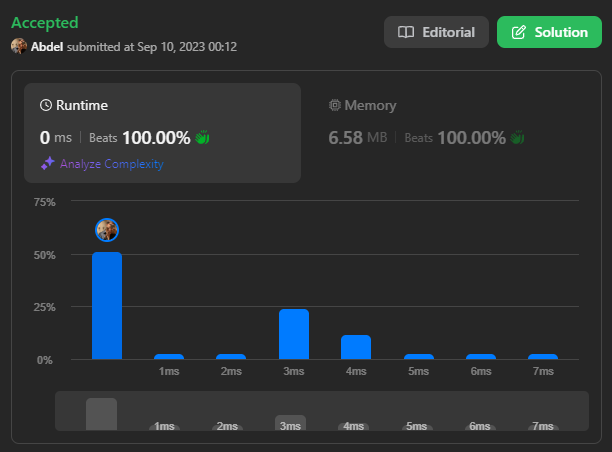 Accepted
Abdel submitted at Sep 10, 2023 00:12
Editorial
Solution
Runtime
0 ms Beats 100.00%
Analyze Complexity
Memory
6.58 MB Beats 100.00%
75%
50%
25%
0%
1ms 2ms 3ms 4ms 5ms 6ms 7ms
1ms 2ms 3ms 4ms 5ms 6ms 7ms